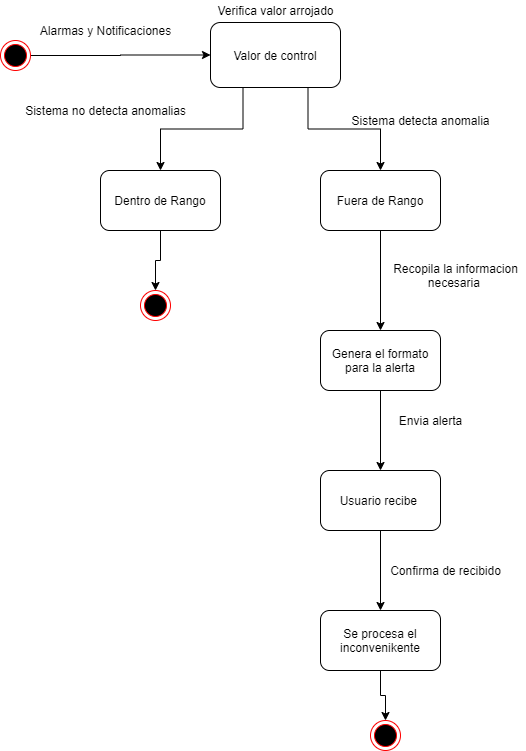 Verifica valor arrojado
Alarmas y Notificaciones
Valor de control
Sistema no detecta anomalias
Sistema detecta anomalia
Dentro de Rango
Fuera de Rango
Recopila la informacion
necesaria
Genera el formato
para la alerta
Envia alerta
Usuario recibe
Confirma de recibido
Se procesa el
inconvenikente